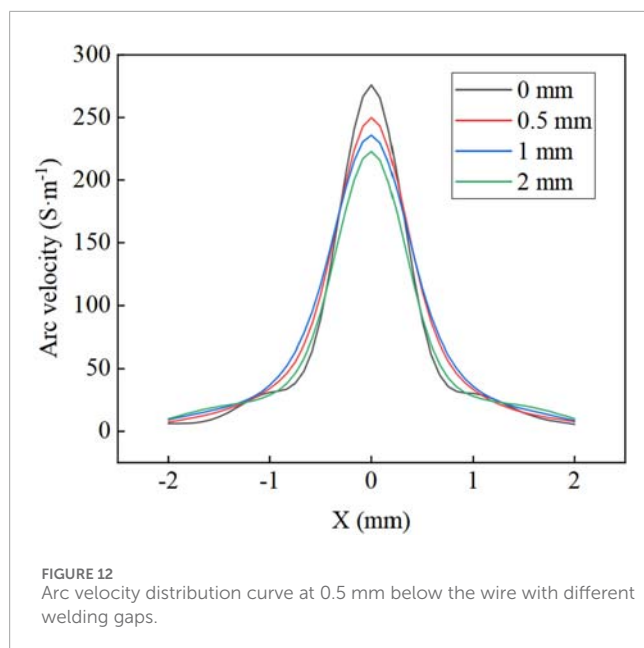 300
250
200
150
100
50
0
Arc velocity (S·m⁻¹)
0 mm
0.5 mm
1 mm
2 mm
-2 -1 0 1 2
X (mm)
FIGURE 12
Arc velocity distribution curve at 0.5 mm below the wire with different
welding gaps.